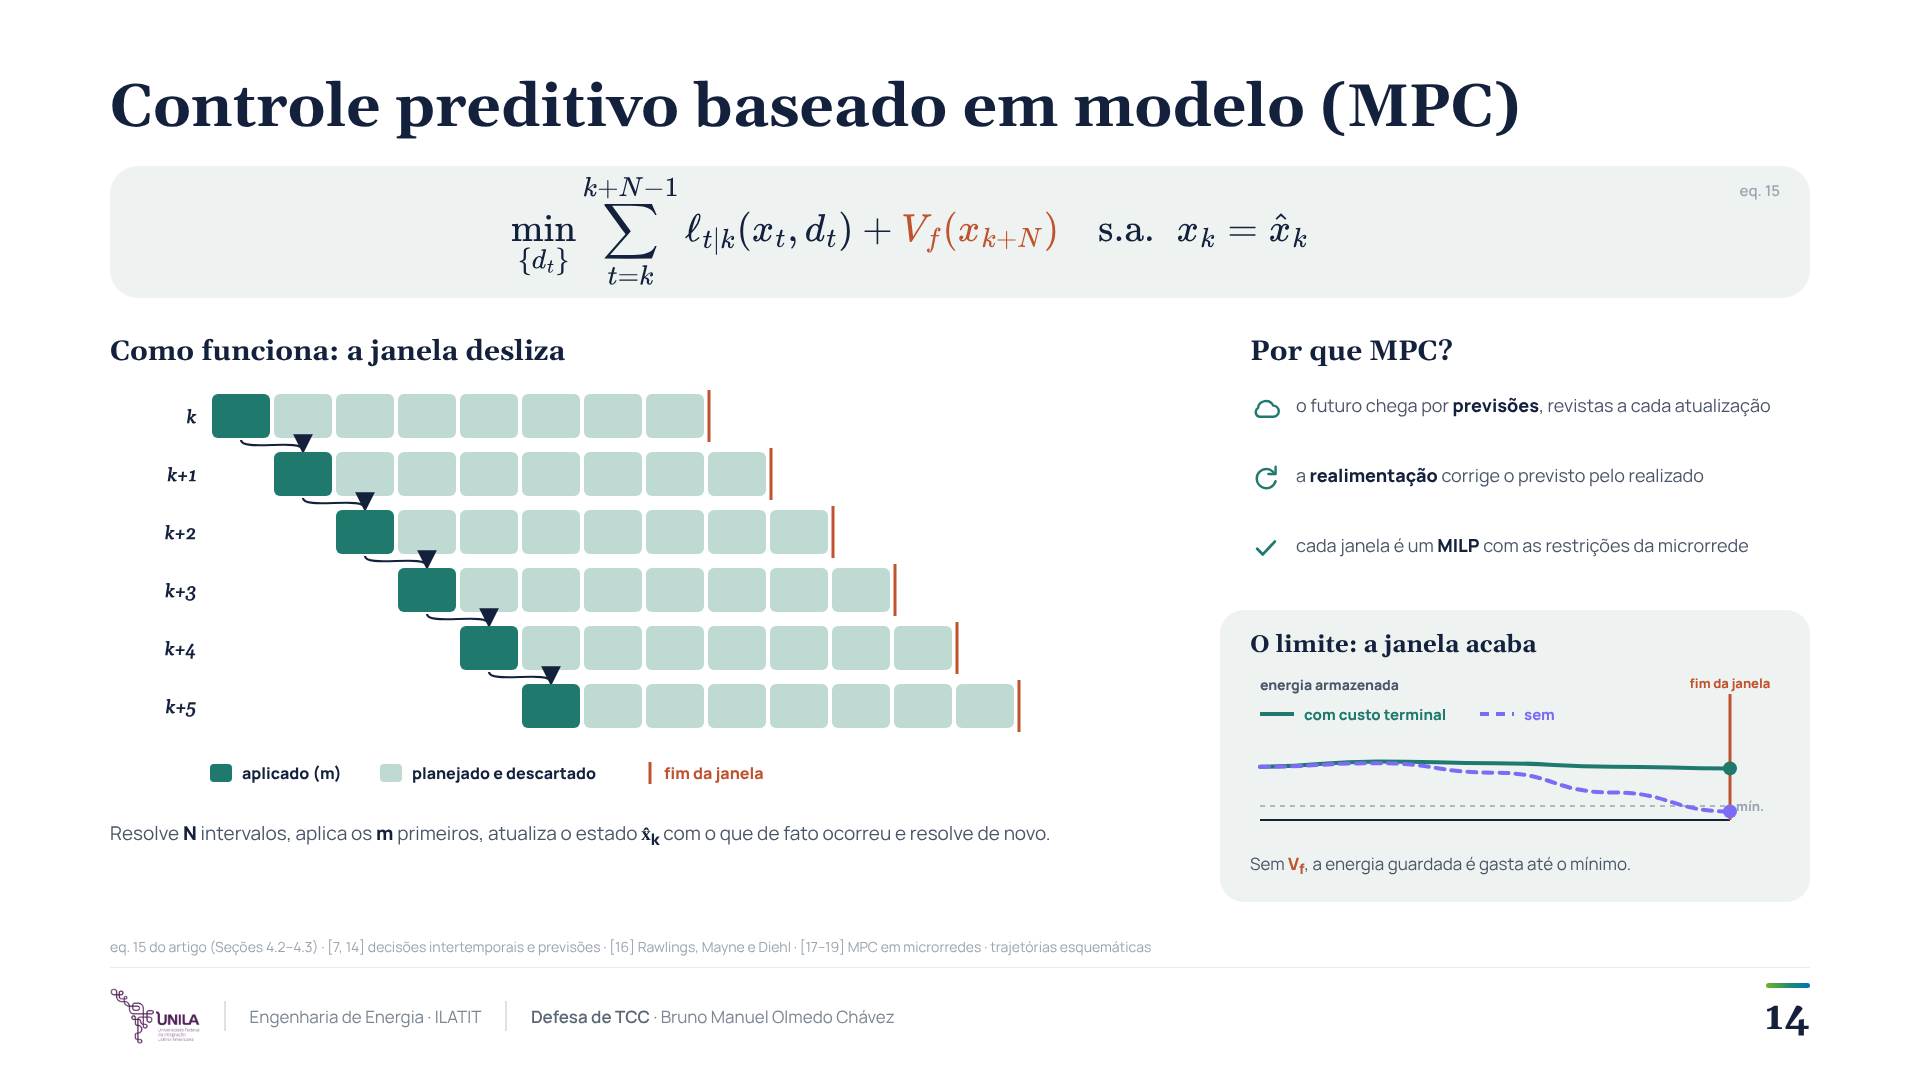 Controle preditivo baseado em modelo (MPC)
eq. 15
min_{d_t} ∑_{t=k}^{k+N−1} ℓ_{t|k}(x_t, d_t) + V_f(x_{k+N}) s.a. x_k = x̂_k
Como funciona: a janela desliza
k
k+1
k+2
k+3
k+4
k+5
aplicado (m) planejado e descartado fim da janela
Resolve N intervalos, aplica os m primeiros, atualiza o estado x̂_k com o que de fato ocorreu e resolve de novo.
Por que MPC?
o futuro chega por previsões, revistas a cada atualização
a realimentação corrige o previsto pelo realizado
cada janela é um MILP com as restrições da microrrede
O limite: a janela acaba
energia armazenada fim da janela
com custo terminal sem
mín.
Sem V_f, a energia guardada é gasta até o mínimo.
eq. 15 do artigo (Seções 4.2–4.3) · [7, 14] decisões intertemporais e previsões · [16] Rawlings, Mayne e Diehl · [17–19] MPC em microrredes · trajetórias esquemáticas
UNILA
Engenharia de Energia · ILATIT
Defesa de TCC · Bruno Manuel Olmedo Chávez
14